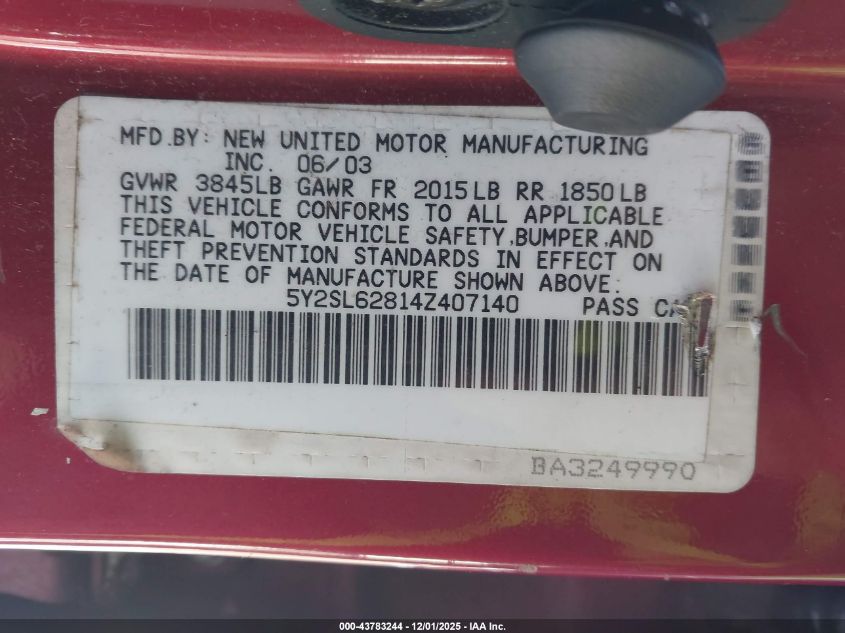 MFD.BY: NEW UNITED MOTOR MANUFACTURING
INC. 06/03
GVWR 3845LB GAWR FR 2015LB RR 1850LB
THIS VEHICLE CONFORMS TO ALL APPLICABLE
FEDERAL MOTOR VEHICLE SAFETY,BUMPER,AND
THEFT PREVENTION STANDARDS IN EFFECT ON
THE DATE OF MANUFACTURE SHOWN ABOVE.
5Y2SL62814Z407140 PASS
BA3249990
000-43783244 - 12/01/2025 - IAA Inc.